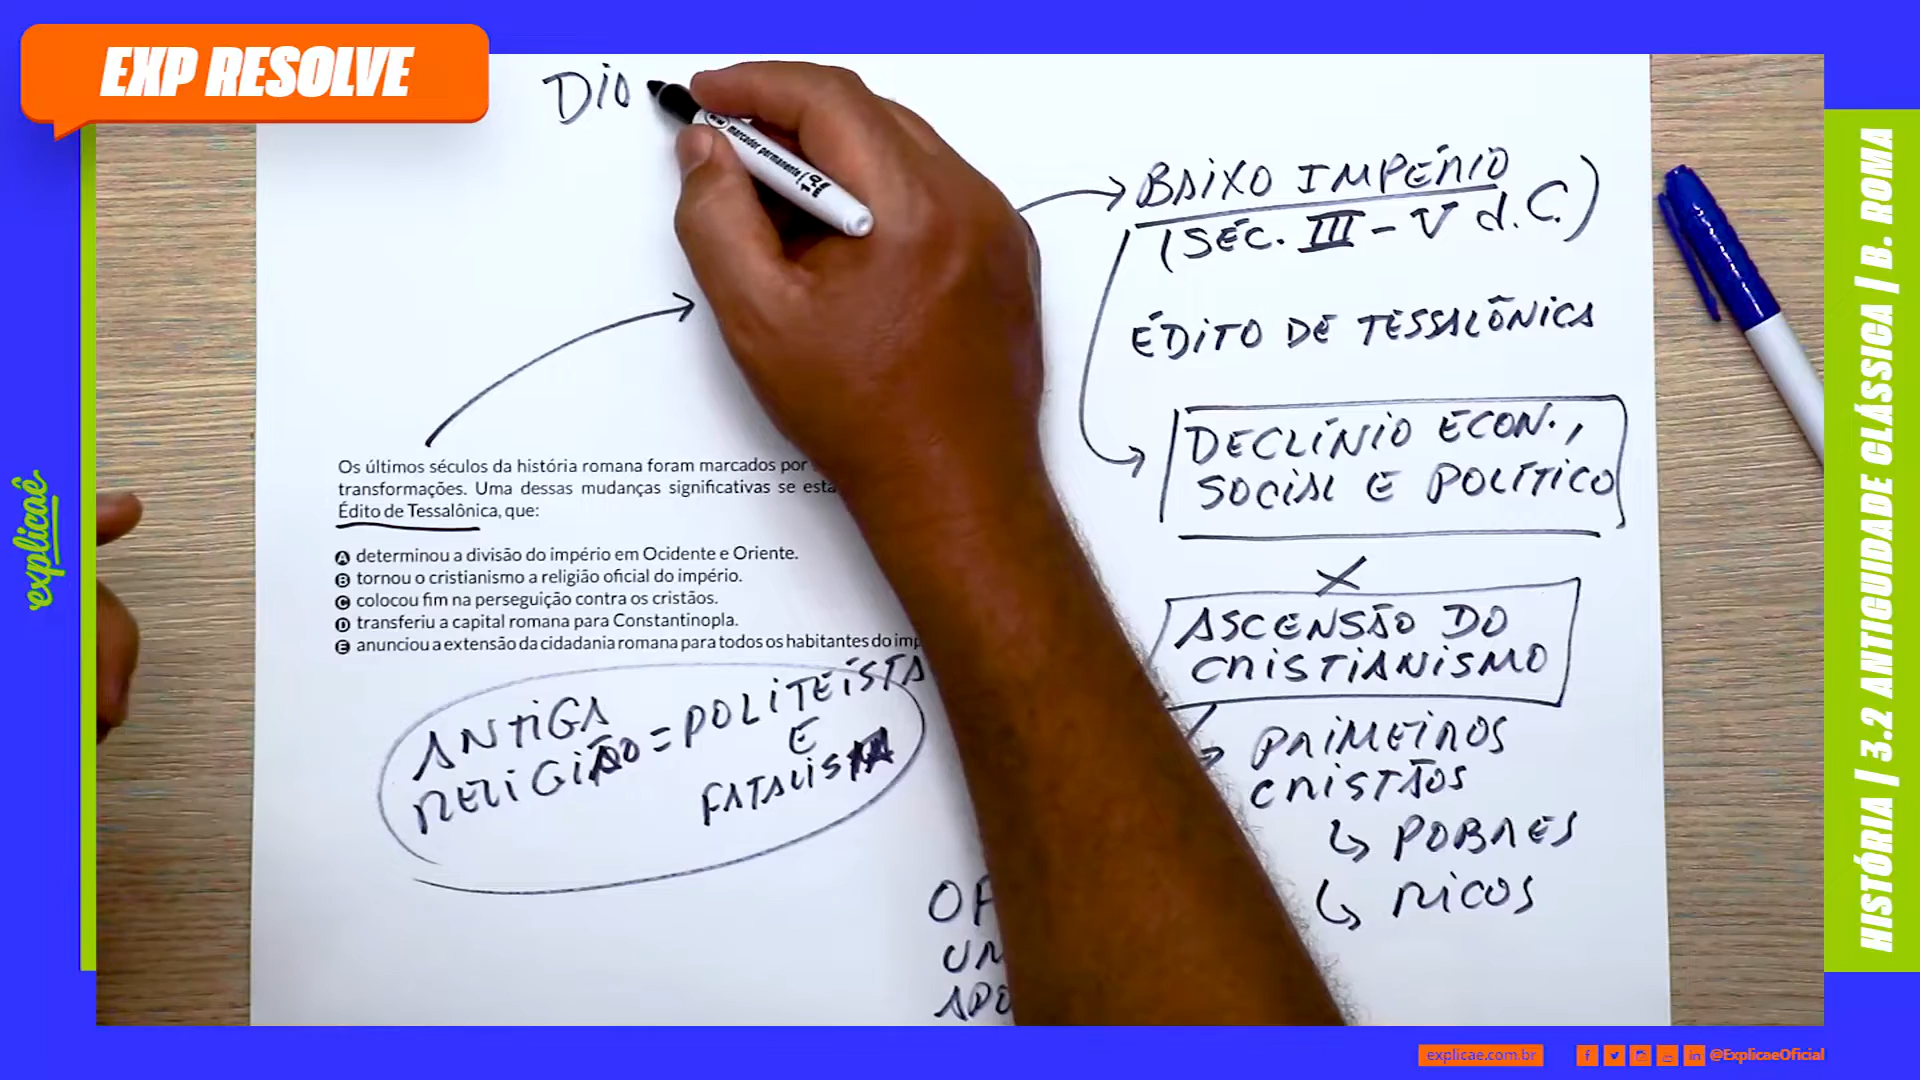 EXP RESOLVE
DIO
marcador permanente
BAIXO IMPÉRIO
(SÉC. III - V d.C.)
ÉDITO DE TESSALÔNICA
DECLÍNIO ECON.,
SOCIAL E POLÍTICO
X
ASCENSÃO DO
CRISTIANISMO
PRIMEIROS
CRISTÃOS
↳ POBRES
↳ RICOS
Os últimos séculos da história romana foram marcados por
transformações. Uma dessas mudanças significativas se
Édito de Tessalônica, que:
A determinou a divisão do império em Ocidente e Oriente.
B tornou o cristianismo a religião oficial do império.
C colocou fim na perseguição contra os cristãos.
D transferiu a capital romana para Constantinopla.
E anunciou a extensão da cidadania romana para todos os habitantes do imp
ANTIGA
RELIGIÃO = POLITEÍSTA
E
FATALISTA
explicaê
HISTÓRIA | 3.2 ANTIGUIDADE CLÁSSICA | B. ROMA
explicae.com.br
@ExplicaeOficial